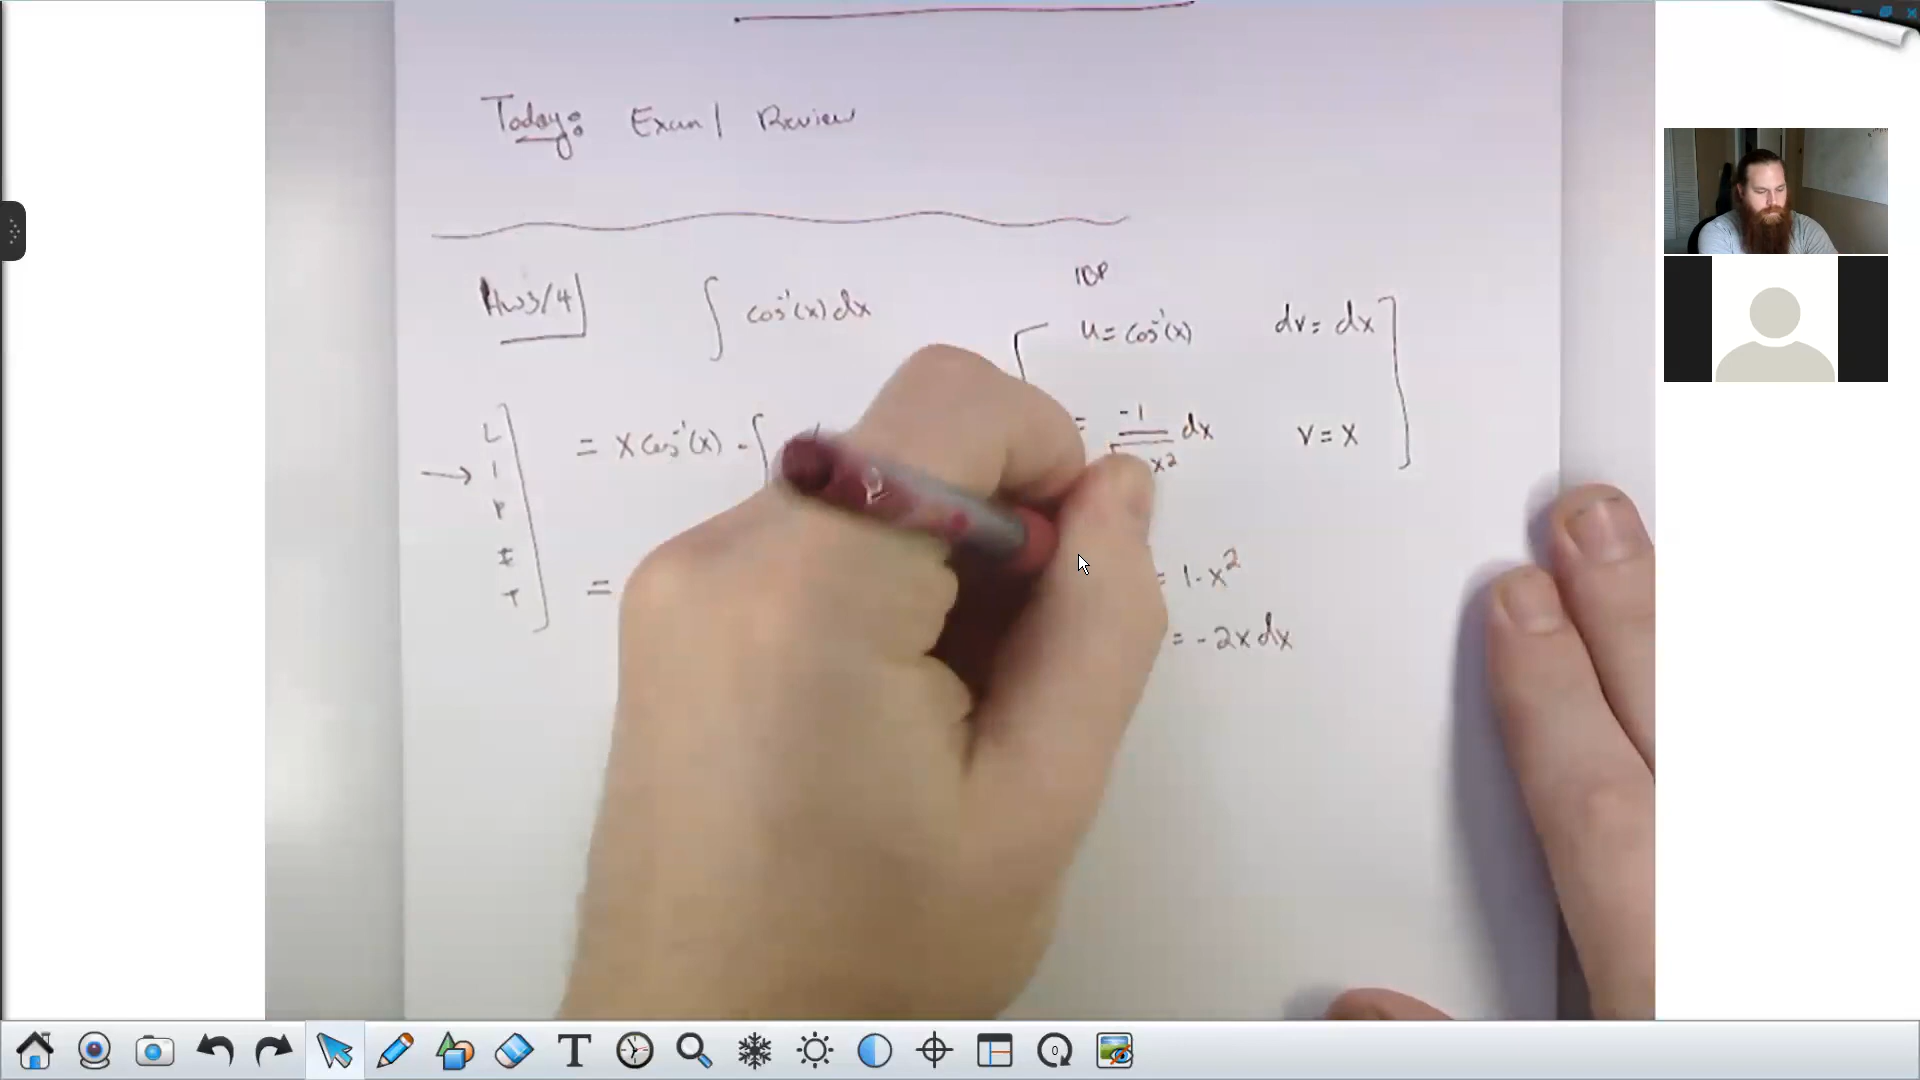 Today: Exam 1 Review
HW3/4
∫ cos⁻¹(x) dx
IBP
u = cos⁻¹(x)
dv = dx
= -1/√ x² dx
v = x
L
I
P
E
T
→
= x cos⁻¹(x) - ∫
=
= 1 - x²
= -2x dx
T
0